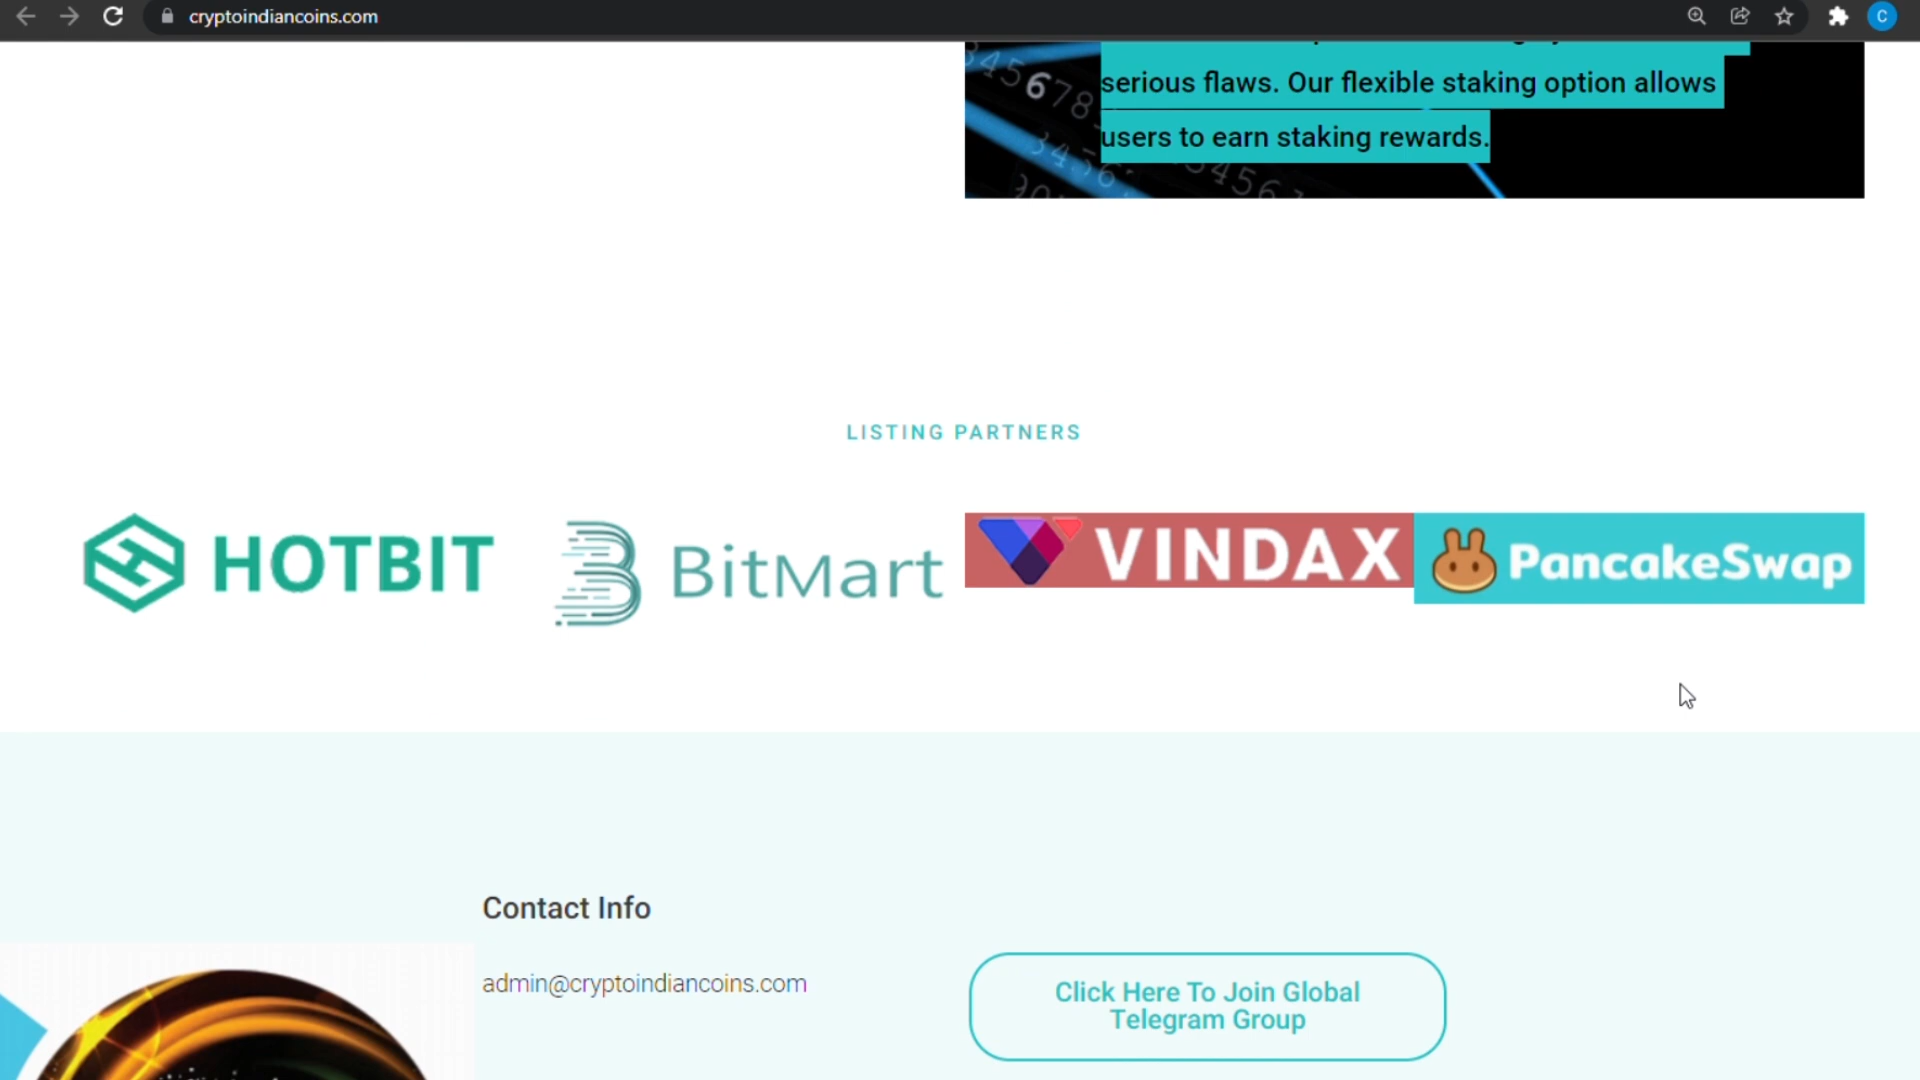 cryptoindiancoins.com
C
serious flaws. Our flexible staking option allows
users to earn staking rewards.
LISTING PARTNERS
HOTBIT
BitMart
VINDAX
PancakeSwap
Contact Info
admin@cryptoindiancoins.com
Click Here To Join Global
Telegram Group